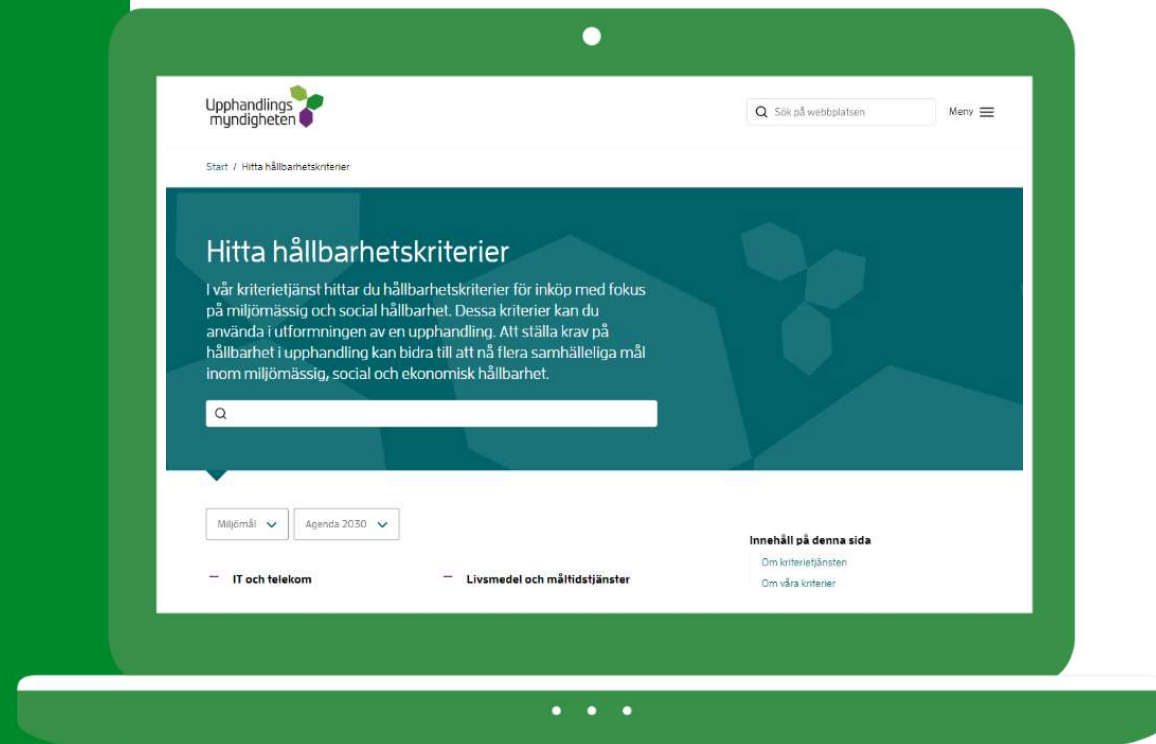 Upphandlings
myndigheten
Sök på webbplatsen
Meny
Start / Hitta hållbarhetskriterier
Hitta hållbarhetskriterier
I vår kriterietjänst hittar du hållbarhetskriterier för inköp med fokus
på miljömässig och social hållbarhet. Dessa kriterier kan du
använda i utformningen av en upphandling. Att ställa krav på
hållbarhet i upphandling kan bidra till att nå flera samhälleliga mål
inom miljömässig, social och ekonomisk hållbarhet.
Miljömål
Agenda 2030
Innehåll på denna sida
Om kriterietjänsten
Om våra kriterier
IT och telekom
Livsmedel och måltidstjänster